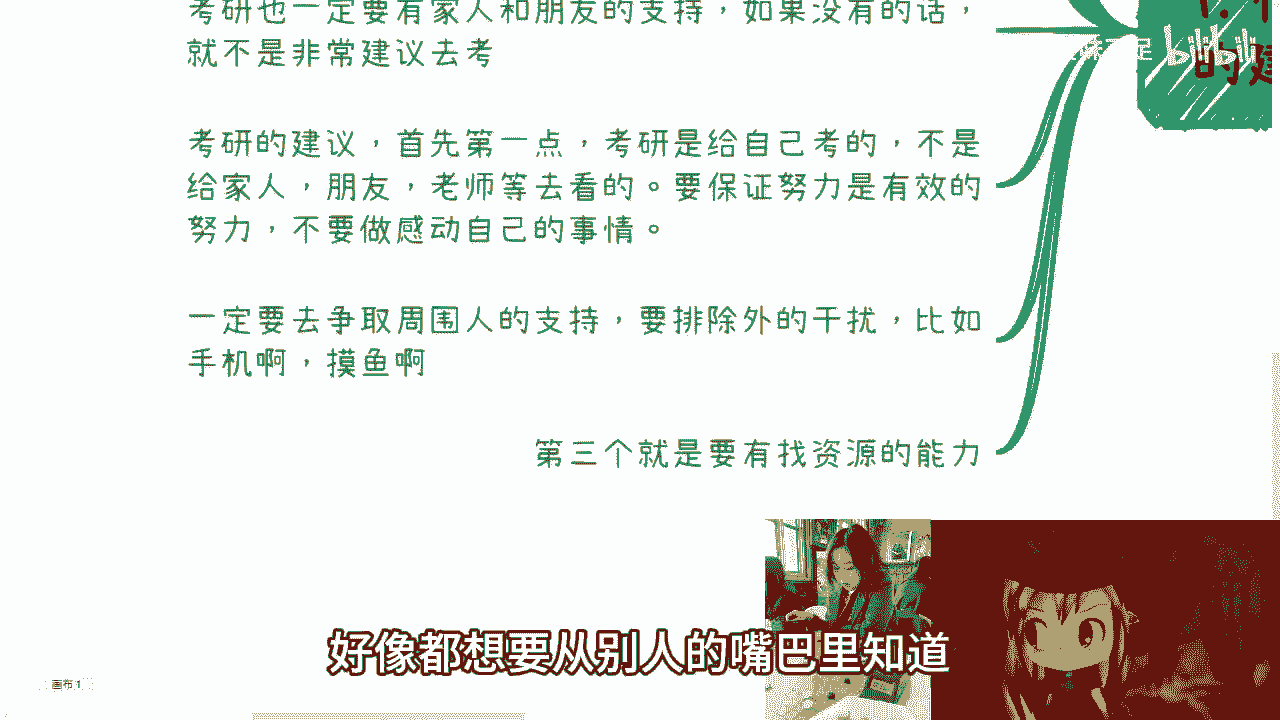 考研也一定要有家人和朋友的支持，如果没有的话，
就不是非常建议去考
考研的建议，首先第一点，考研是给自己考的，不是
给家人，朋友，老师等去看的。要保证努力是有效的
努力，不要做感动自己的事情。
一定要去争取周围人的支持，要排除外的干扰，比如
手机啊，摸鱼啊
第三个就是要有找资源的能力
好像都想要从别人的嘴巴里知道
画布 1
bilibili